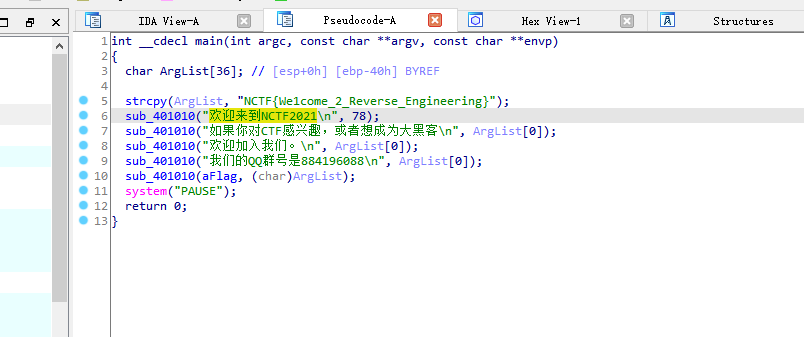 IDA View-A Pseudocode-A Hex View-1 Structures
1 int __cdecl main(int argc, const char **argv, const char **envp)
2 {
3 char ArgList[36]; // [esp+0h] [ebp-40h] BYREF
4
5 strcpy(ArgList, "NCTF{We1come_2_Reverse_Engineering}");
6 sub_401010("欢迎来到NCTF2021\n", 78);
7 sub_401010("如果你对CTF感兴趣，或者想成为大黑客\n", ArgList[0]);
8 sub_401010("欢迎加入我们。\n", ArgList[0]);
9 sub_401010("我们的QQ群号是884196088\n", ArgList[0]);
10 sub_401010(aFlag, (char)ArgList);
11 system("PAUSE");
12 return 0;
13 }